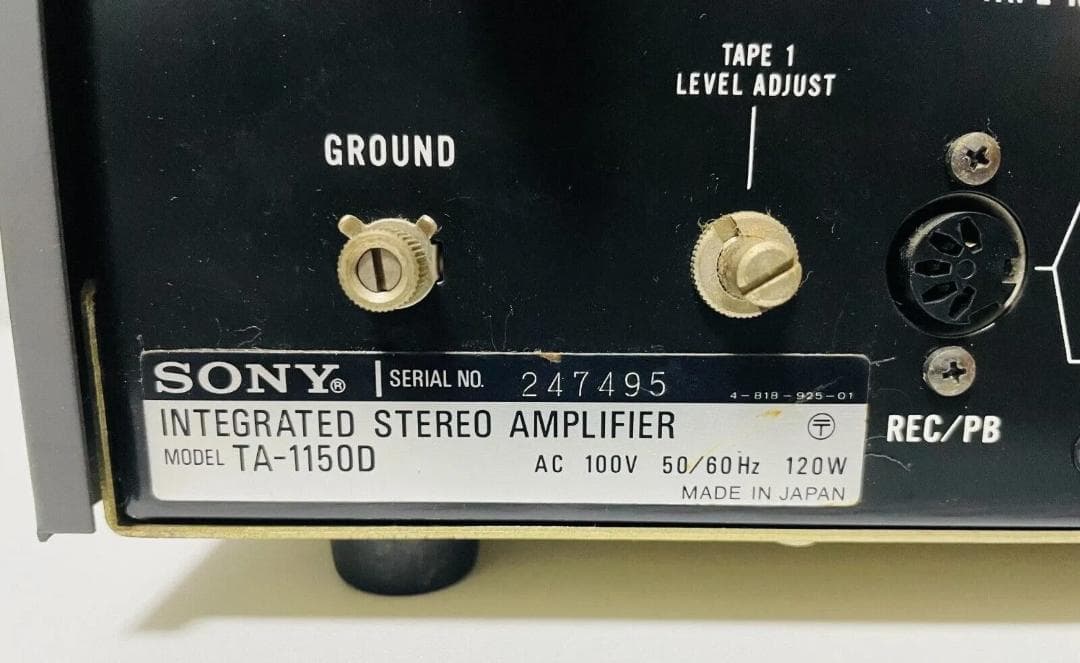 TAPE 1
LEVEL ADJUST
GROUND
SONY® SERIAL NO. 247495
4-818-925-01
INTEGRATED STEREO AMPLIFIER
MODEL TA-1150D AC 100V 50/60Hz 120W
MADE IN JAPAN
REC/PB